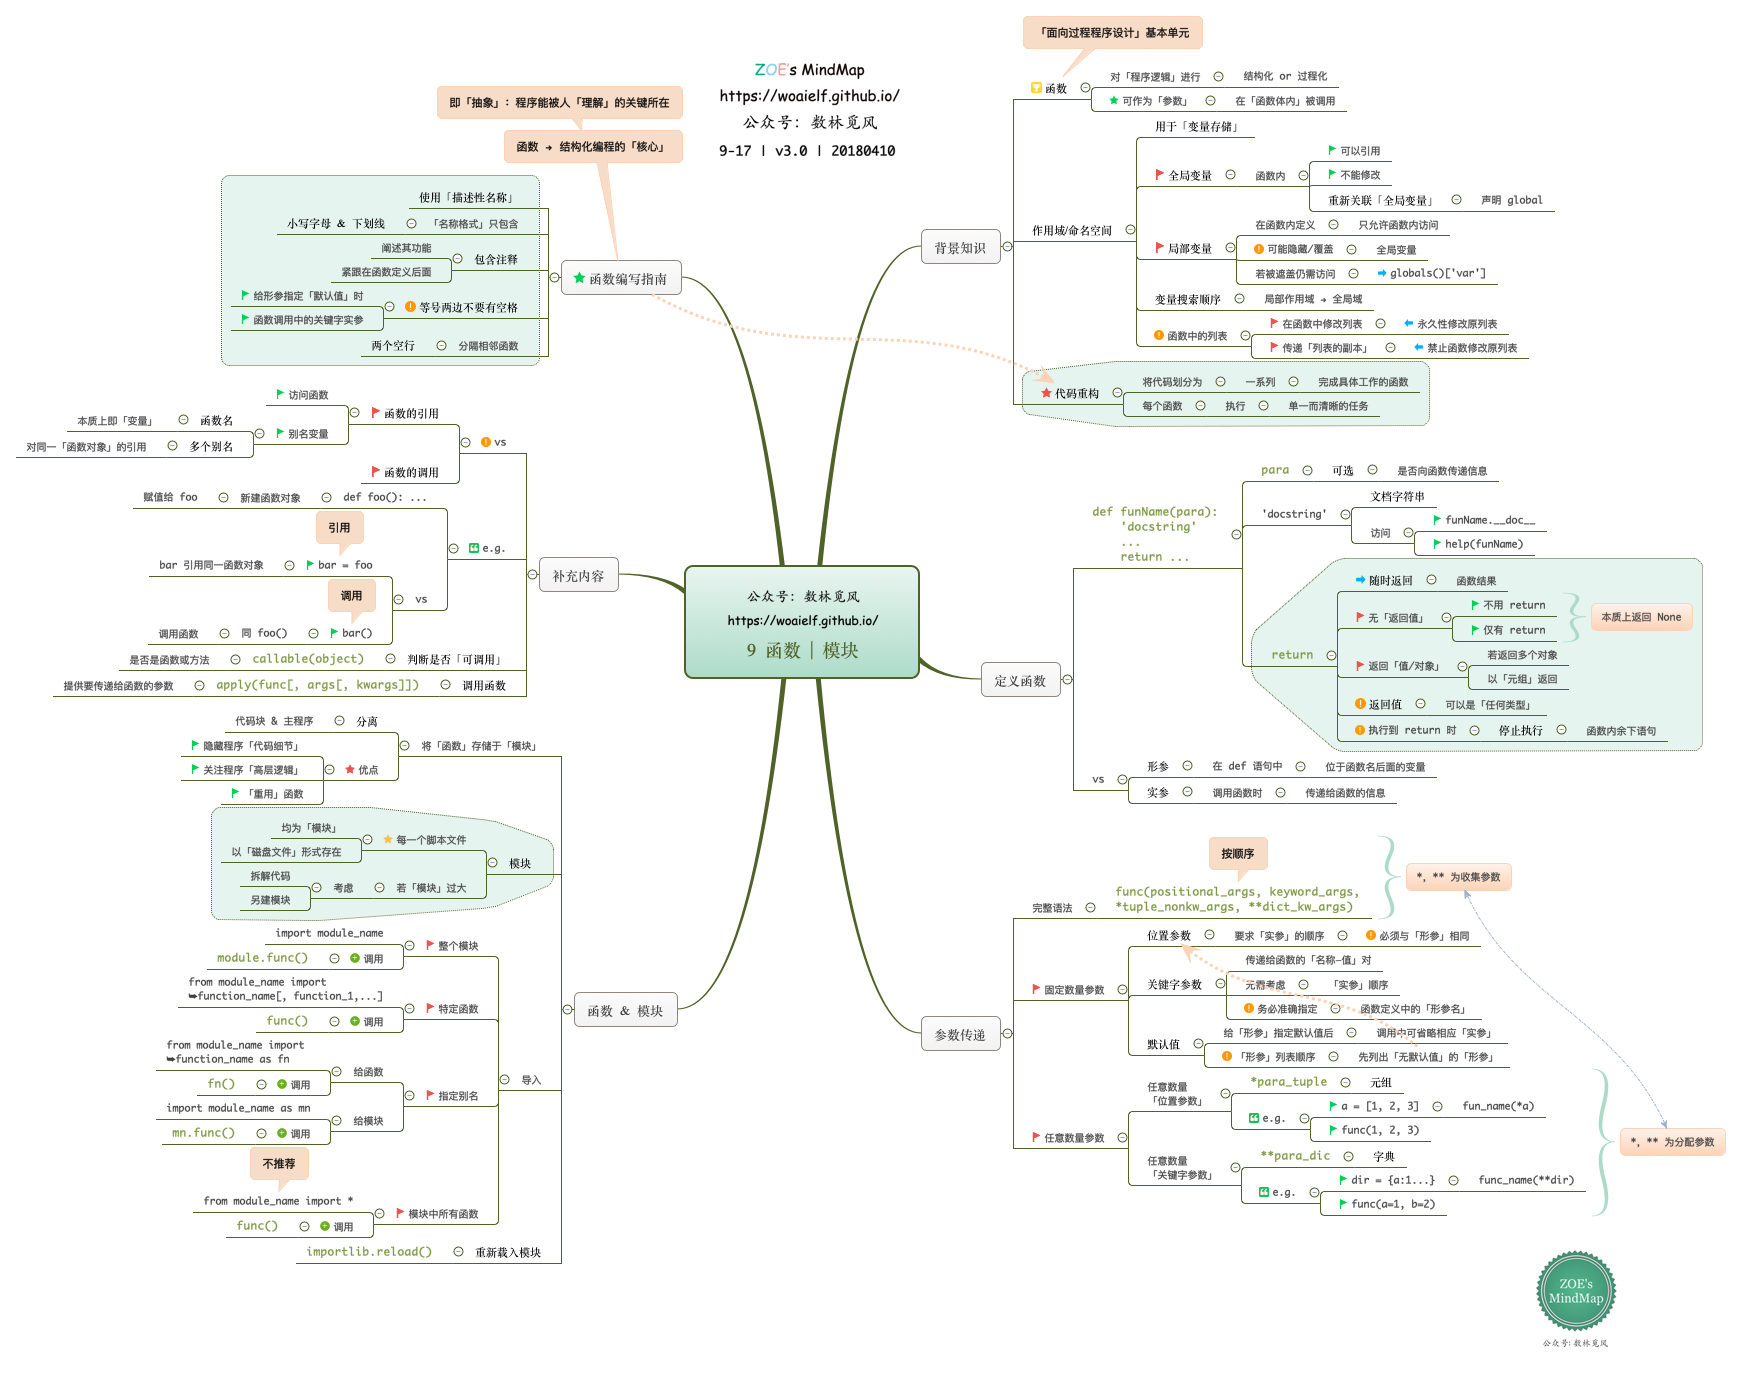 ZOE's MindMap
https://woaielf.github.io/
公众号：数林觅风
9-17 | v3.0 | 20180410
公众号：数林觅风
https://woaielf.github.io/
9 函数｜模块
背景知识
「面向过程程序设计」基本单元
函数
对「程序逻辑」进行
结构化 or 过程化
可作为「参数」
在「函数体内」被调用
作用域/命名空间
用于「变量存储」
全局变量
函数内
可以引用
不能修改
重新关联「全局变量」
声明 global
局部变量
在函数内定义
只允许函数内访问
可能隐藏/覆盖
全局变量
若被遮盖仍需访问
globals()['var']
变量搜索顺序
局部作用域 → 全局域
函数中的列表
在函数中修改列表
永久性修改原列表
传递「列表的副本」
禁止函数修改原列表
代码重构
将代码划分为
一系列
完成具体工作的函数
每个函数
执行
单一而清晰的任务
定义函数
def funName(para):
'docstring'
...
return ...
para
可选
是否向函数传递信息
'docstring'
文档字符串
访问
funName.__doc__
help(funName)
return
随时返回
函数结果
无「返回值」
不用 return
仅有 return
本质上返回 None
返回「值/对象」
若返回多个对象
以「元组」返回
返回值
可以是「任何类型」
执行到 return 时
停止执行
函数内余下语句
vs
形参
在 def 语句中
位于函数名后面的变量
实参
调用函数时
传递给函数的信息
参数传递
按顺序
完整语法
func(positional_args, keyword_args,
*tuple_nonkw_args, **dict_kw_args)
*, ** 为收集参数
固定数量参数
位置参数
要求「实参」的顺序
必须与「形参」相同
关键字参数
传递给函数的「名称—值」对
无需考虑
「实参」顺序
务必准确指定
函数定义中的「形参名」
默认值
给「形参」指定默认值后
调用中可省略相应「实参」
「形参」列表顺序
先列出「无默认值」的「形参」
任意数量参数
任意数量
「位置参数」
*para_tuple
元组
e.g.
a = [1, 2, 3]
fun_name(*a)
func(1, 2, 3)
任意数量
「关键字参数」
**para_dic
字典
e.g.
dir = {a:1...}
func_name(**dir)
func(a=1, b=2)
*, ** 为分配参数
函数编写指南
即「抽象」：程序能被人「理解」的关键所在
函数 → 结构化编程的「核心」
使用「描述性名称」
小写字母 & 下划线
「名称格式」只包含
阐述其功能
紧跟在函数定义后面
包含注释
给形参指定「默认值」时
函数调用中的关键字实参
等号两边不要有空格
两个空行
分隔相邻函数
补充内容
vs
函数的引用
访问函数
别名变量
函数名
本质上即「变量」
多个别名
对同一「函数对象」的引用
函数的调用
e.g.
def foo(): ...
新建函数对象
赋值给 foo
vs
引用
bar = foo
bar 引用同一函数对象
调用
bar()
同 foo()
调用函数
判断是否「可调用」
callable(object)
是否是函数或方法
调用函数
apply(func[, args[, kwargs]])
提供要传递给函数的参数
函数 & 模块
将「函数」存储于「模块」
分离
代码块 & 主程序
优点
隐藏程序「代码细节」
关注程序「高层逻辑」
「重用」函数
模块
每一个脚本文件
均为「模块」
以「磁盘文件」形式存在
若「模块」过大
考虑
拆解代码
另建模块
导入
整个模块
import module_name
调用
module.func()
特定函数
from module_name import
➥function_name[, function_1,...]
调用
func()
指定别名
给函数
from module_name import
➥function_name as fn
调用
fn()
给模块
import module_name as mn
调用
mn.func()
不推荐
模块中所有函数
from module_name import *
调用
func()
重新载入模块
importlib.reload()
ZOE's
MindMap
公众号：数林觅风